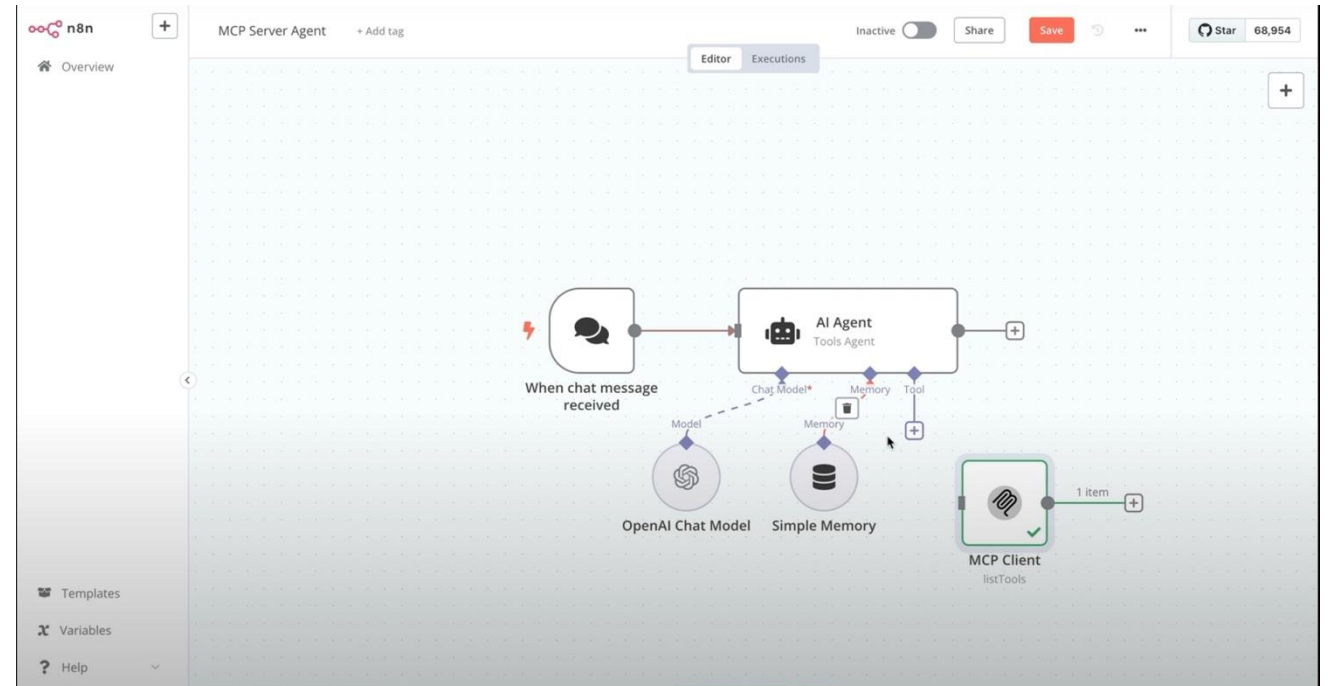 n8n
+
MCP Server Agent
+ Add tag
Inactive
Share
Save
Star
68,954
Overview
Editor
Executions
+
AI Agent
Tools Agent
+
When chat message
received
Chat Model*
Memory
Tool
Model
Memory
+
OpenAI Chat Model
Simple Memory
1 item
+
MCP Client
listTools
Templates
Variables
? Help